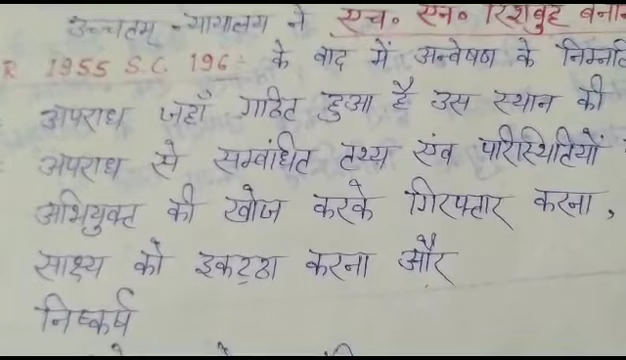 उच्चतम् न्यायालय ने एच० एन० रिशबुद बनाम
R 1955 S.C. 196 के वाद में अन्वेषण के निम्नलि
अपराध जहाँ गठित हुआ है उस स्थान की
अपराध से सम्बंधित तथ्य संव परिस्थितियों
अभियुक्त की खोज करके गिरफ्तार करना,
साक्ष्य को इकट्ठा करना और
निष्कर्ष